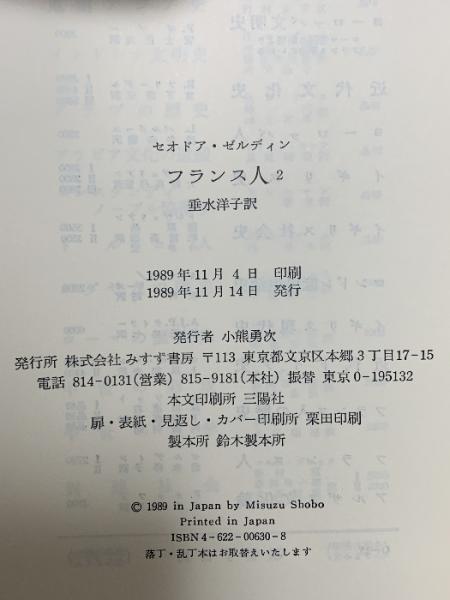 セオドア・ゼルディン
フランス人 2
垂水洋子訳
1989年11月 4日 印刷
1989年11月14日 発行
発行者 小熊勇次
発行所 株式会社 みすず書房 〒113 東京都文京区本郷3丁目17-15
電話 814-0131(営業) 815-9181(本社) 振替 東京0-195132
本文印刷所 三陽社
扉・表紙・見返し・カバー印刷所 栗田印刷
製本所 鈴木製本所
© 1989 in Japan by Misuzu Shobo
Printed in Japan
ISBN4-622-00630-8
落丁・乱丁本はお取替えいたします